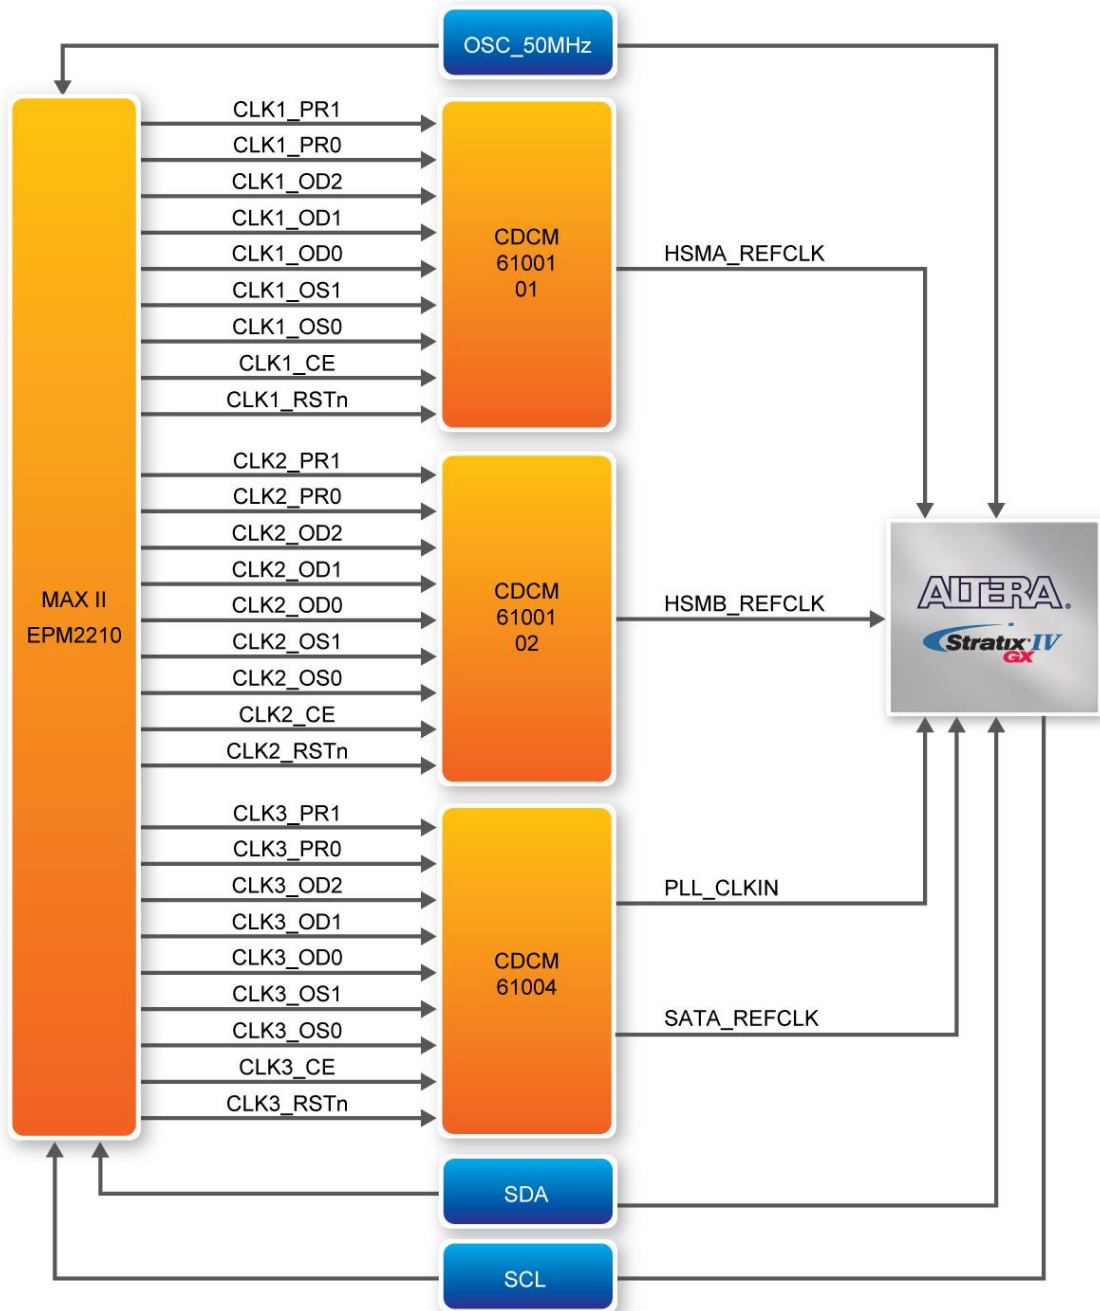 OSC_50MHz
CLK1_PR1
CLK1_PR0
CLK1_OD2
CLK1_OD1
CLK1_OD0
CLK1_OS1
CLK1_OS0
CLK1_CE
CLK1_RSTn
CDCM
61001
01
HSMA_REFCLK
MAX II
EPM2210
CLK2_PR1
CLK2_PR0
CLK2_OD2
CLK2_OD1
CLK2_OD0
CLK2_OS1
CLK2_OS0
CLK2_CE
CLK2_RSTn
CDCM
61001
02
HSMB_REFCLK
ALTERA®
Stratix IV
GX
CLK3_PR1
CLK3_PR0
CLK3_OD2
CLK3_OD1
CLK3_OD0
CLK3_OS1
CLK3_OS0
CLK3_CE
CLK3_RSTn
CDCM
61004
PLL_CLKIN
SATA_REFCLK
SDA
SCL